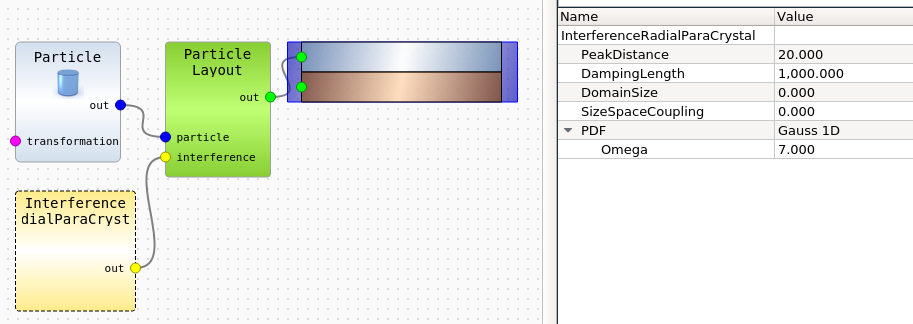 Particle
out
transformation
Particle
Layout
out
particle
interference
Interference
dialParaCryst
out
Name Value
InterferenceRadialParaCrystal
PeakDistance 20.000
DampingLength 1,000.000
DomainSize 0.000
SizeSpaceCoupling 0.000
PDF Gauss 1D
Omega 7.000